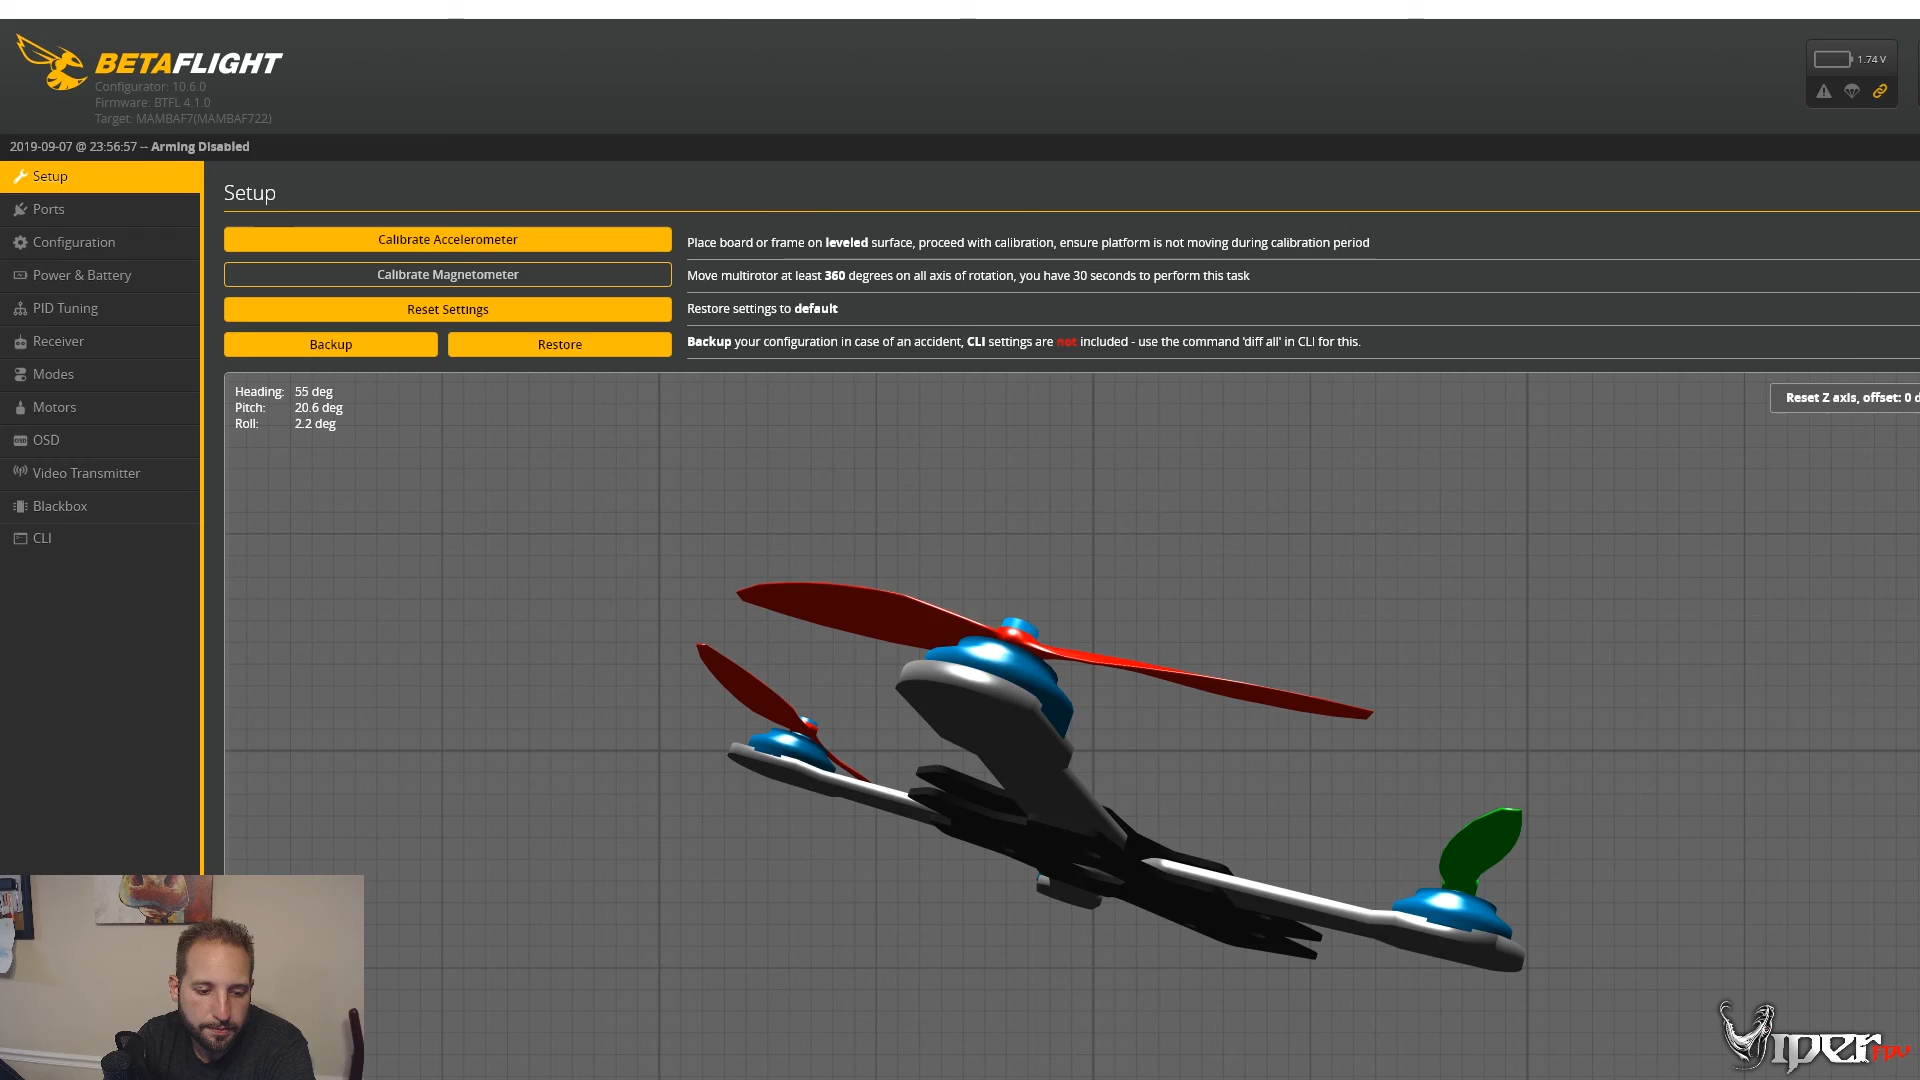 BETAFLIGHT
Configurator: 10.6.0
Firmware: BTFL 4.1.0
Target: MAMBAF7(MAMBAF722)
1.74 V
2019-09-07 @ 23:56:57 -- Arming Disabled
Setup
Ports
Configuration
Power & Battery
PID Tuning
Receiver
Modes
Motors
OSD
Video Transmitter
Blackbox
CLI
Setup
Calibrate Accelerometer
Place board or frame on leveled surface, proceed with calibration, ensure platform is not moving during calibration period
Calibrate Magnetometer
Move multirotor at least 360 degrees on all axis of rotation, you have 30 seconds to perform this task
Reset Settings
Restore settings to default
Backup
Restore
Backup your configuration in case of an accident, CLI settings are not included - use the command 'diff all' in CLI for this.
Heading: 55 deg
Pitch: 20.6 deg
Roll: 2.2 deg
Reset Z axis, offset: 0 d
Viper FPV